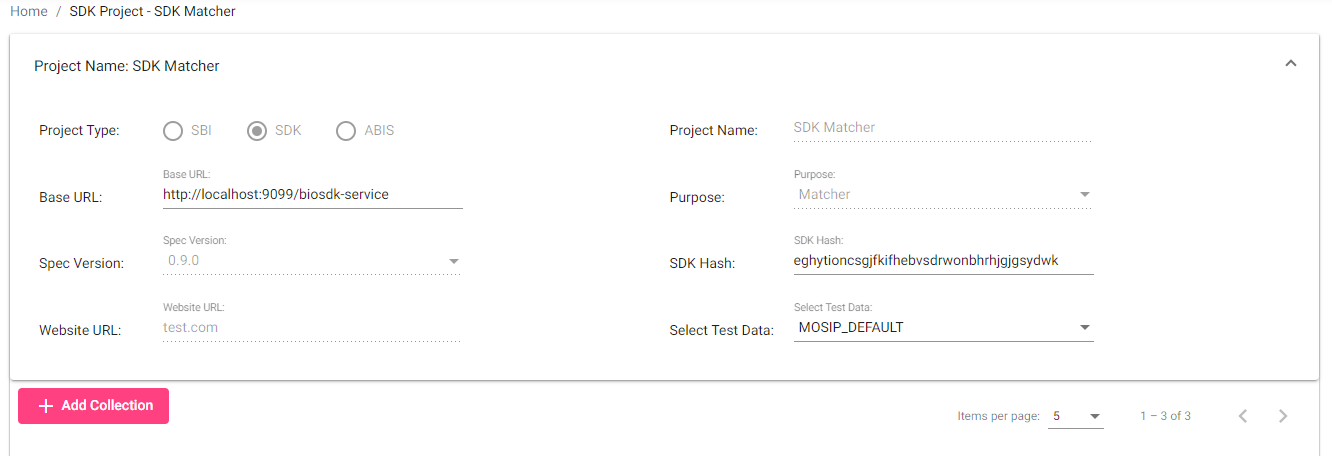 Home / SDK Project - SDK Matcher
Project Name: SDK Matcher
Project Type: SBI SDK ABIS
Project Name: SDK Matcher
Base URL:
Base URL: http://localhost:9099/biosdk-service
Purpose:
Purpose: Matcher
Spec Version:
Spec Version: 0.9.0
SDK Hash:
SDK Hash: eghytioncsgjfkifhebvsdrwonbhrhjgjgsydwk
Website URL:
Website URL: test.com
Select Test Data:
Select Test Data: MOSIP_DEFAULT
Add Collection
Items per page: 5 1 – 3 of 3